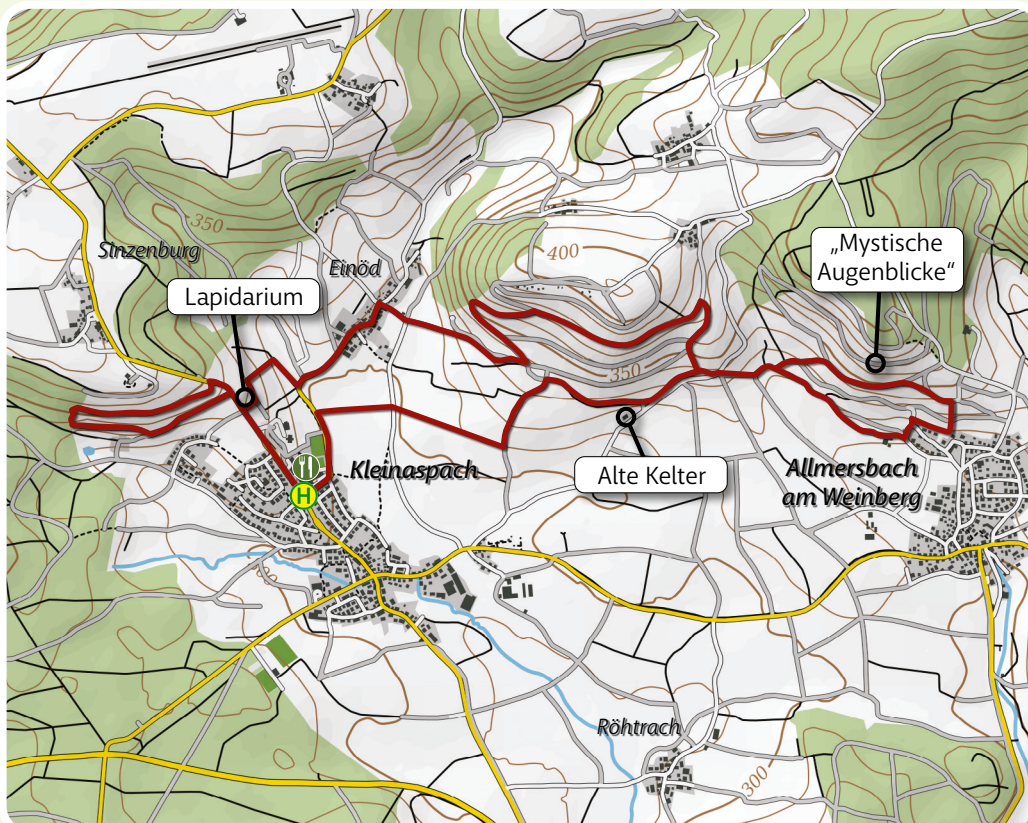 350
Sinzenburg
Einöd
400
„Mystische
Augenblicke“
Lapidarium
350
Kleinaspach
H
Alte Kelter
Allmersbach
am Weinberg
Röhtrach
300